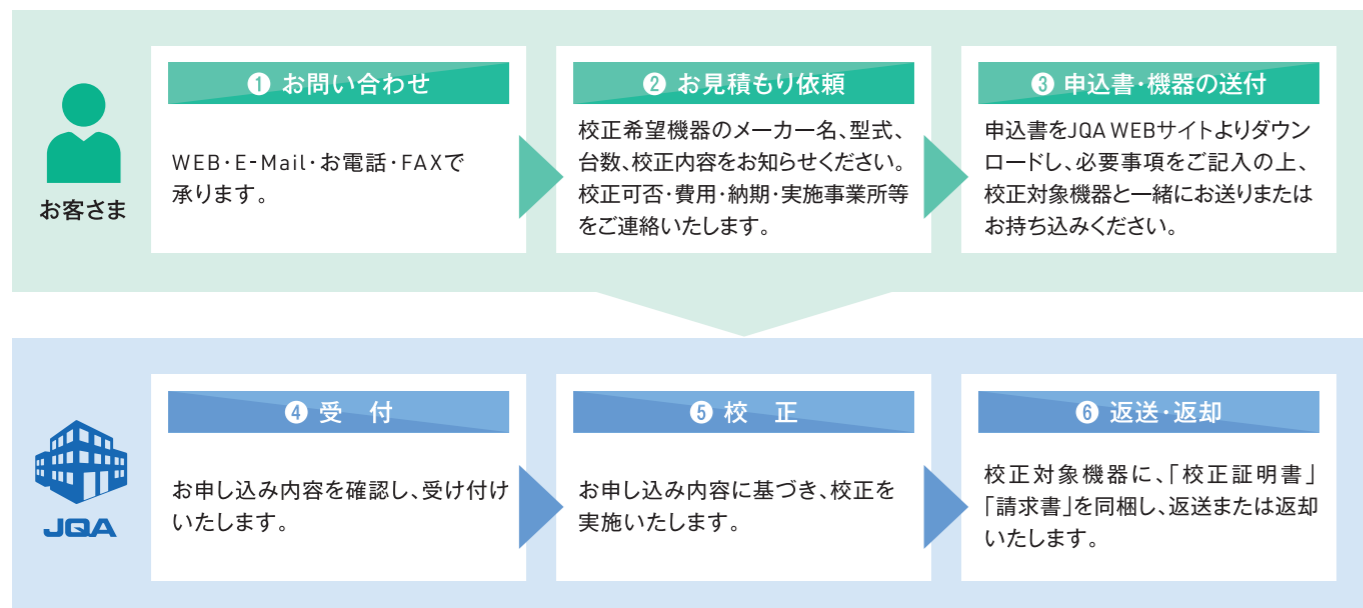 ❶ お問い合わせ
WEB・E-Mail・お電話・FAXで
承ります。
❷ お見積もり依頼
校正希望機器のメーカー名、型式、
台数、校正内容をお知らせください。
校正可否・費用・納期・実施事業所等
をご連絡いたします。
❸ 申込書・機器の送付
申込書をJQA WEBサイトよりダウン
ロードし、必要事項をご記入の上、
校正対象機器と一緒にお送りまたは
お持ち込みください。
お客さま
❹ 受 付
お申し込み内容を確認し、受け付け
いたします。
❺ 校 正
お申し込み内容に基づき、校正を
実施いたします。
❻ 返送・返却
校正対象機器に、「校正証明書」
「請求書」を同梱し、返送または返却
いたします。
JQA